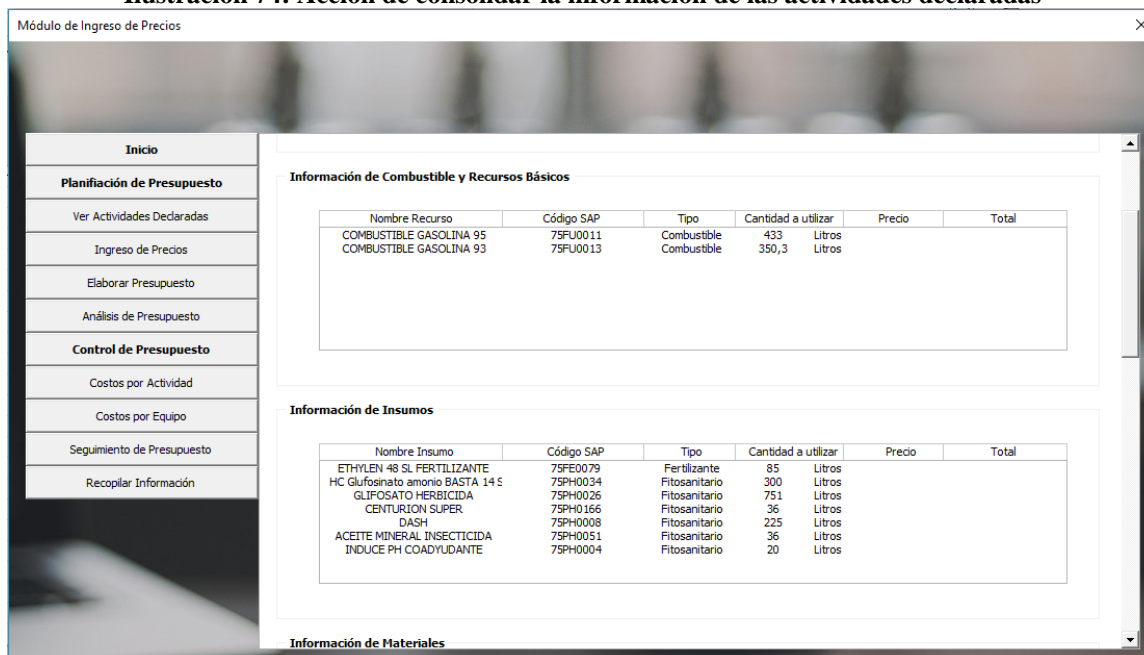 Ilustración 74: Acción de consolidar la información de las actividades declaradas
Módulo de Ingreso de Precios
Inicio
Planifiación de Presupuesto
Ver Actividades Declaradas
Ingreso de Precios
Elaborar Presupuesto
Análisis de Presupuesto
Control de Presupuesto
Costos por Actividad
Costos por Equipo
Seguimiento de Presupuesto
Recopilar Información
Información de Combustible y Recursos Básicos
Nombre Recurso Código SAP Tipo Cantidad a utilizar Precio Total
COMBUSTIBLE GASOLINA 95 75FU0011 Combustible 433 Litros
COMBUSTIBLE GASOLINA 93 75FU0013 Combustible 350,3 Litros
Información de Insumos
Nombre Insumo Código SAP Tipo Cantidad a utilizar Precio Total
ETHYLEN 48 SL FERTILIZANTE 75FE0079 Fertilizante 85 Litros
HC Glufosinato amonio BASTA 14 S 75PH0034 Fitosanitario 300 Litros
GLIFOSATO HERBICIDA 75PH0026 Fitosanitario 751 Litros
CENTURION SUPER 75PH0166 Fitosanitario 36 Litros
DASH 75PH0008 Fitosanitario 225 Litros
ACEITE MINERAL INSECTICIDA 75PH0051 Fitosanitario 36 Litros
INDUCE PH COADYUDANTE 75PH0004 Fitosanitario 20 Litros
Información de Materiales